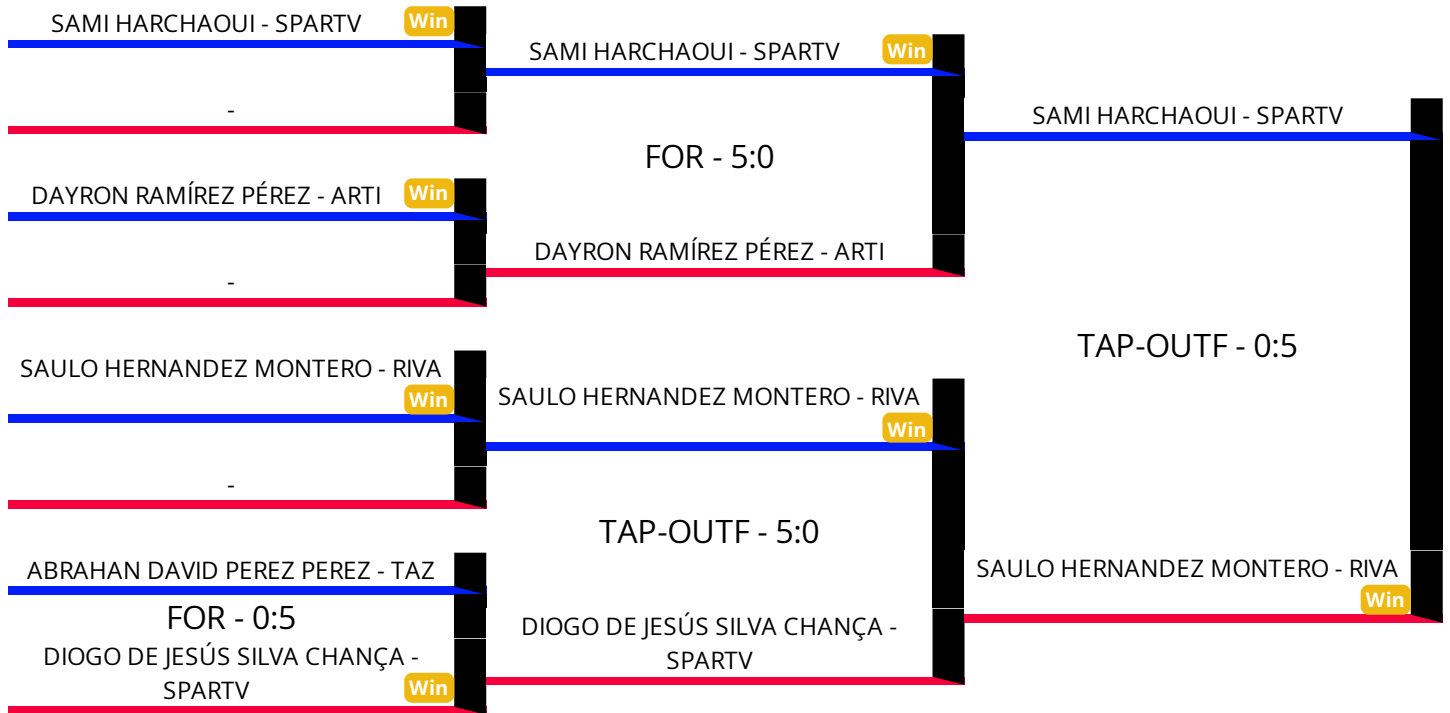 SAMI HARCHAOUI - SPARTV
Win
-
DAYRON RAMÍREZ PÉREZ - ARTI
Win
-
SAULO HERNANDEZ MONTERO - RIVA
Win
-
ABRAHAN DAVID PEREZ PEREZ - TAZ
FOR - 0:5
DIOGO DE JESÚS SILVA CHANÇA -
SPARTV
Win
SAMI HARCHAOUI - SPARTV
Win
FOR - 5:0
DAYRON RAMÍREZ PÉREZ - ARTI
SAULO HERNANDEZ MONTERO - RIVA
Win
TAP-OUTF - 5:0
DIOGO DE JESÚS SILVA CHANÇA -
SPARTV
SAMI HARCHAOUI - SPARTV
TAP-OUTF - 0:5
SAULO HERNANDEZ MONTERO - RIVA
Win